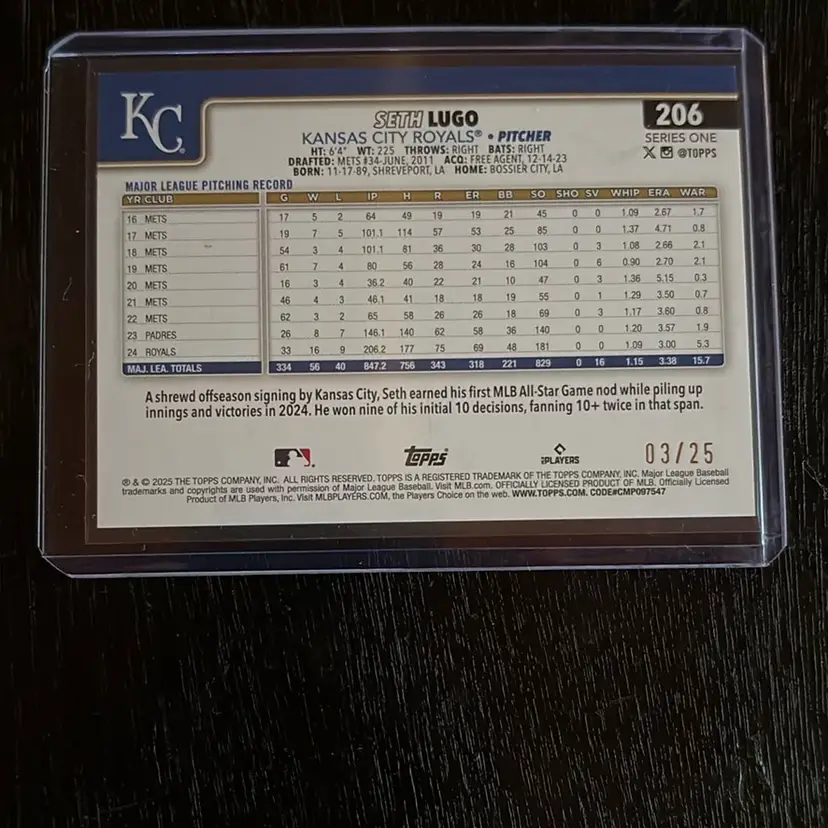 KC
SETH LUGO
206
KANSAS CITY ROYALS® • PITCHER
SERIES ONE
HT: 6'4" WT: 225 THROWS: RIGHT BATS: RIGHT
@TOPPS
DRAFTED: METS #34-JUNE, 2011 ACQ: FREE AGENT, 12-14-23
BORN: 11-17-89, SHREVEPORT, LA HOME: BOSSIER CITY, LA
MAJOR LEAGUE PITCHING RECORD
YR CLUB G W L IP H R ER BB SO SHO SV WHIP ERA WAR
16 METS 17 5 2 64 49 19 19 21 45 0 0 1.09 2.67 1.7
17 METS 19 7 5 101.1 114 57 53 25 85 0 0 1.37 4.71 0.8
18 METS 54 3 4 101.1 81 36 30 28 103 0 3 1.08 2.66 2.1
19 METS 61 7 4 80 56 28 24 16 104 0 6 0.90 2.70 2.1
20 METS 16 3 4 36.2 40 22 21 10 47 0 3 1.36 5.15 0.3
21 METS 46 4 3 46.1 41 18 18 19 55 0 1 1.29 3.50 0.7
22 METS 62 3 2 65 58 26 26 18 69 0 3 1.17 3.60 0.8
23 PADRES 26 8 7 146.1 140 62 58 36 140 0 0 1.20 3.57 1.9
24 ROYALS 33 16 9 206.2 177 75 69 48 181 0 0 1.09 3.00 5.3
MAJ. LEA. TOTALS 334 56 40 847.2 756 343 318 221 829 0 16 1.15 3.38 15.7
A shrewd offseason signing by Kansas City, Seth earned his first MLB All-Star Game nod while piling up
innings and victories in 2024. He won nine of his initial 10 decisions, fanning 10+ twice in that span.
topps
PLAYERS
03/25
® & © 2025 THE TOPPS COMPANY, INC. ALL RIGHTS RESERVED. TOPPS IS A REGISTERED TRADEMARK OF THE TOPPS COMPANY, INC. Major League Baseball
trademarks and copyrights are used with permission of Major League Baseball. Visit MLB.com. OFFICIALLY LICENSED PRODUCT OF MLB. Officially Licensed
Product of MLB Players, Inc. Visit MLBPLAYERS.COM, the Players Choice on the web. WWW.TOPPS.COM. CODE#CMP097547